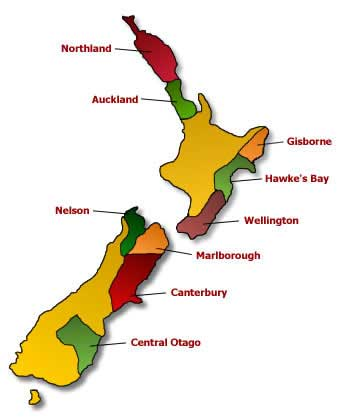 Northland
Auckland
Gisborne
Hawke's Bay
Nelson
Wellington
Marlborough
Canterbury
Central Otago